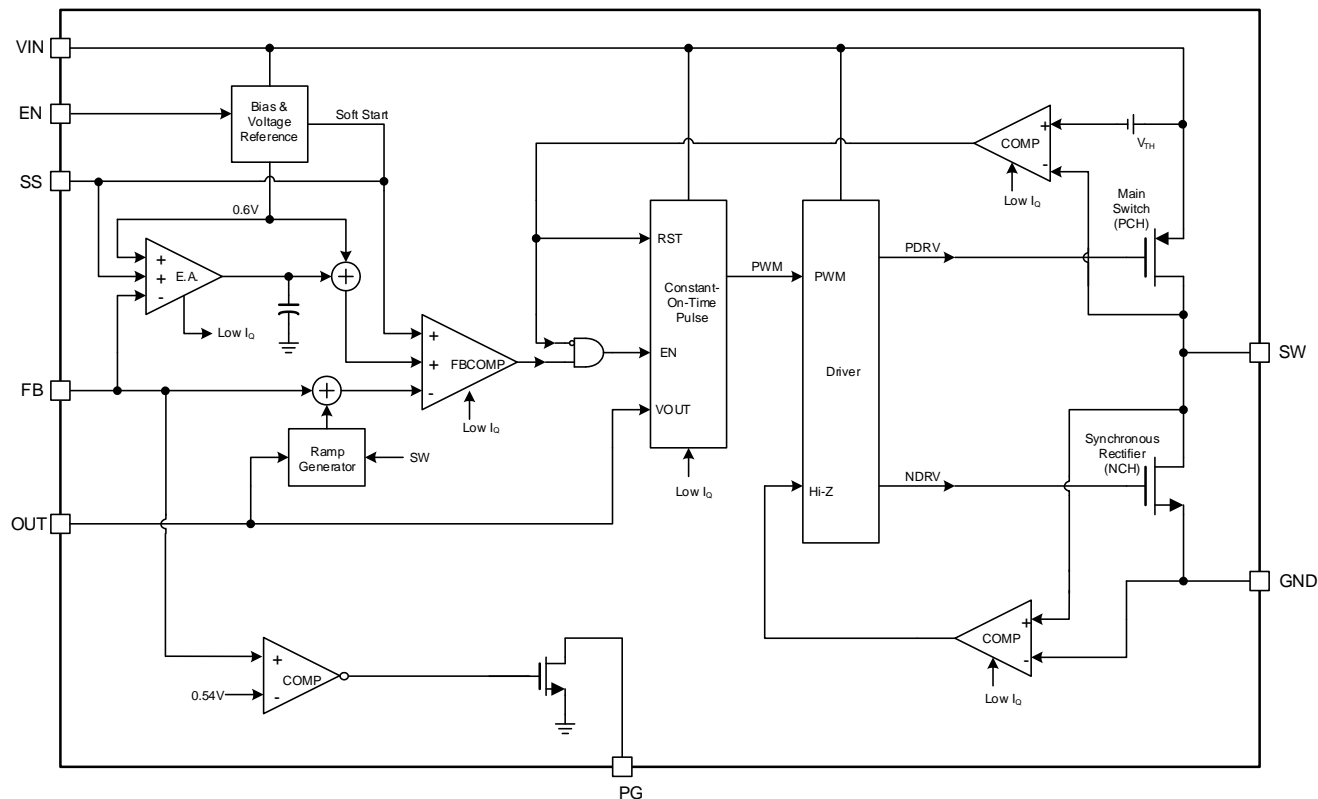 VIN
EN
Bias &
Voltage
Reference
Soft Start
SS
0.6V
+
+
-
E.A.
+
Low IQ
FB
+
Ramp
Generator
SW
OUT
+
+
-
FBCOMP
Low IQ
RST
Constant-
On-Time
Pulse
EN
VOUT
Low IQ
PWM
PWM
Driver
Hi-Z
PDRV
NDRV
+
COMP
-
Low IQ
VTH
Main
Switch
(PCH)
SW
Synchronous
Rectifier
(NCH)
GND
+
COMP
-
Low IQ
+
COMP
-
0.54V
PG